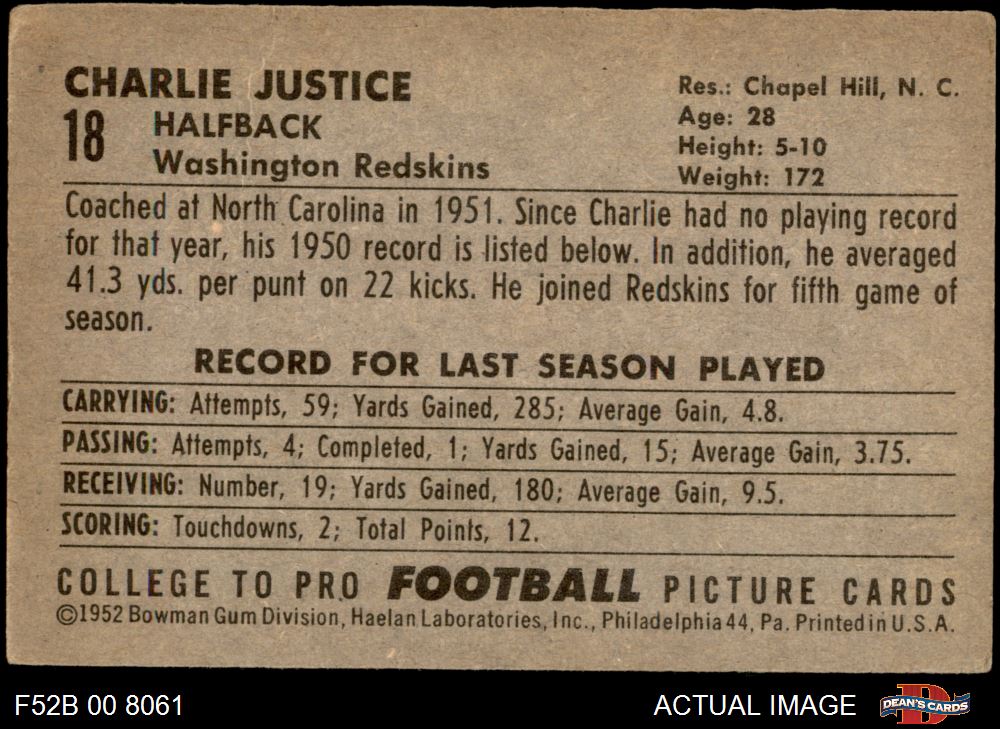 CHARLIE JUSTICE
18 HALFBACK
Washington Redskins
Res.: Chapel Hill, N. C.
Age: 28
Height: 5-10
Weight: 172
Coached at North Carolina in 1951. Since Charlie had no playing record
for that year, his 1950 record is listed below. In addition, he averaged
41.3 yds. per punt on 22 kicks. He joined Redskins for fifth game of
season.
RECORD FOR LAST SEASON PLAYED
CARRYING: Attempts, 59; Yards Gained, 285; Average Gain, 4.8.
PASSING: Attempts, 4; Completed, 1; Yards Gained, 15; Average Gain, 3.75.
RECEIVING: Number, 19; Yards Gained, 180; Average Gain, 9.5.
SCORING: Touchdowns, 2; Total Points, 12.
COLLEGE TO PRO FOOTBALL PICTURE CARDS
©1952 Bowman Gum Division, Haelan Laboratories, Inc., Philadelphia 44, Pa. Printed in U.S.A.
F52B 00 8061
ACTUAL IMAGE
D
DEAN'S CARDS